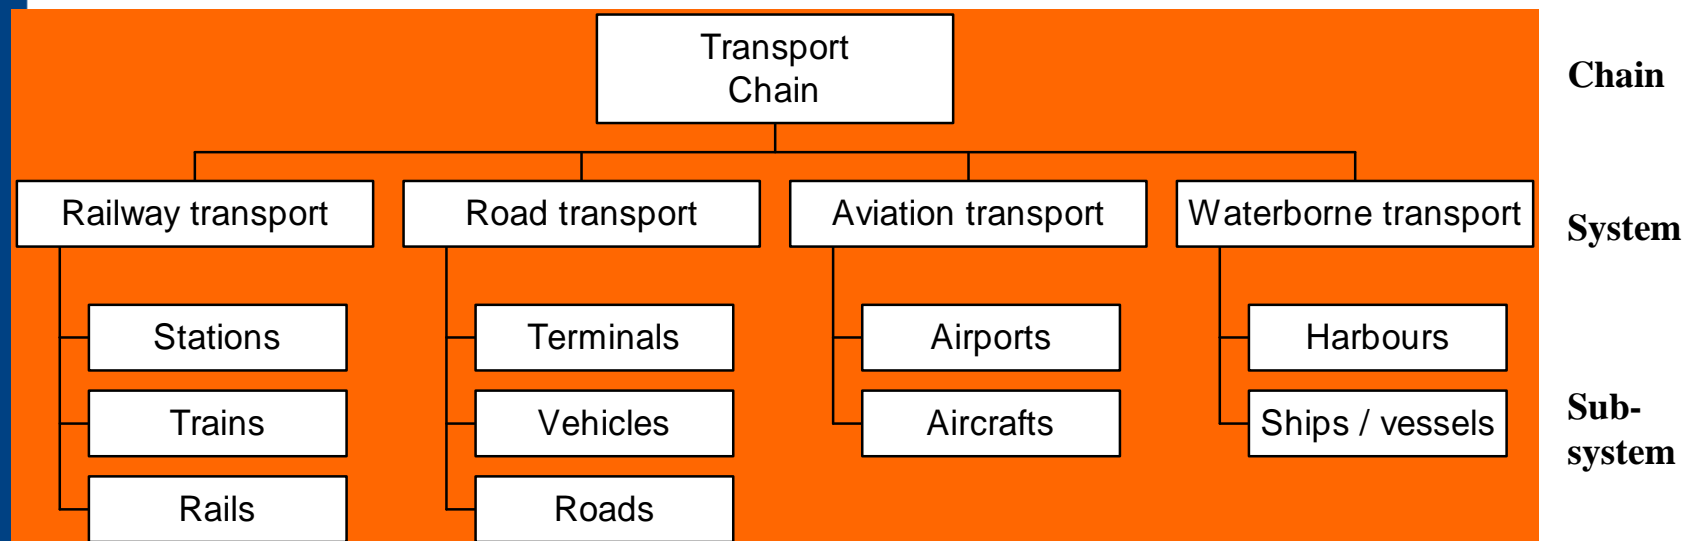 Transport
Chain
Chain
Railway transport
Road transport
Aviation transport
Waterborne transport
System
Stations
Terminals
Airports
Harbours
Trains
Vehicles
Aircrafts
Ships / vessels
Sub-
system
Rails
Roads